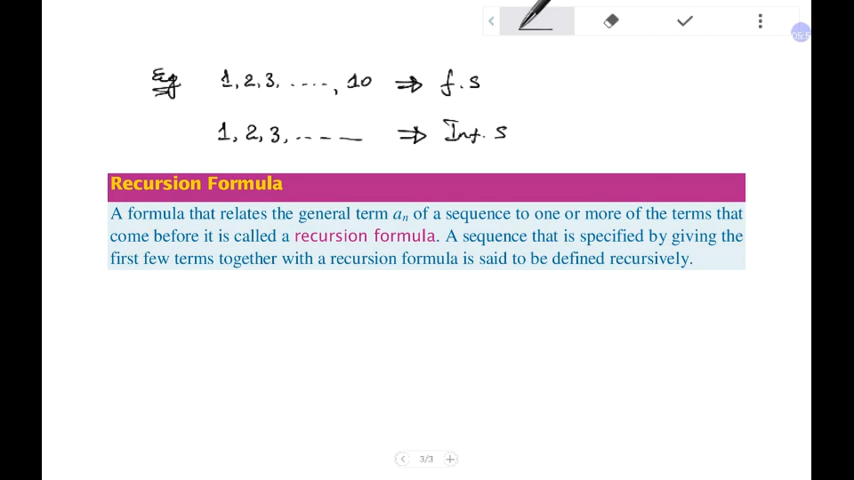 Eg 1, 2, 3, ....., 10 ⇒ f.s
1, 2, 3, ------ ⇒ Inf. s
Recursion Formula
A formula that relates the general term aₙ of a sequence to one or more of the terms that
come before it is called a recursion formula. A sequence that is specified by giving the
first few terms together with a recursion formula is said to be defined recursively.
3/3